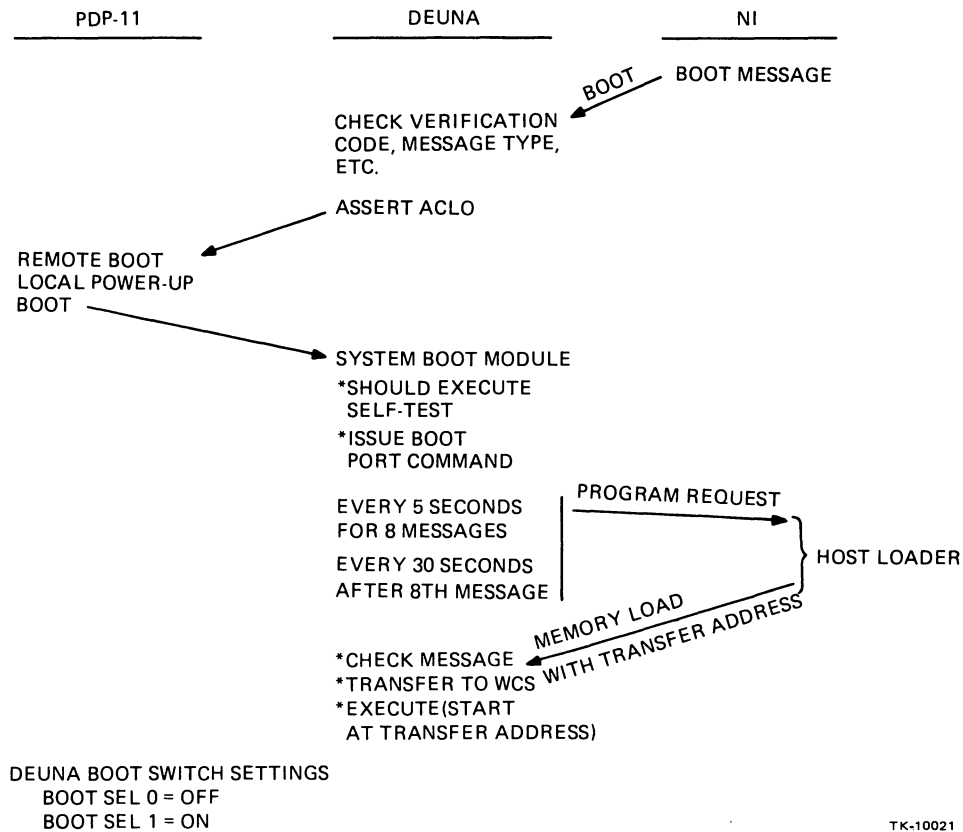 PDP-11
DEUNA
NI
BOOT MESSAGE
BOOT
CHECK VERIFICATION
CODE, MESSAGE TYPE,
ETC.
ASSERT ACLO
REMOTE BOOT
LOCAL POWER-UP
BOOT
SYSTEM BOOT MODULE
*SHOULD EXECUTE
SELF-TEST
*ISSUE BOOT
PORT COMMAND
EVERY 5 SECONDS
FOR 8 MESSAGES
EVERY 30 SECONDS
AFTER 8TH MESSAGE
PROGRAM REQUEST
HOST LOADER
MEMORY LOAD
WITH TRANSFER ADDRESS
*CHECK MESSAGE
*TRANSFER TO WCS
*EXECUTE(START
AT TRANSFER ADDRESS)
DEUNA BOOT SWITCH SETTINGS
BOOT SEL 0 = OFF
BOOT SEL 1 = ON
TK-10021